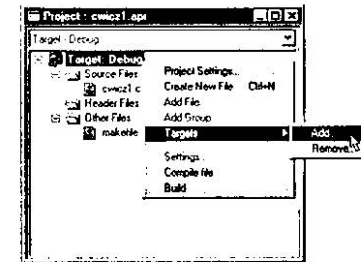 Project : cwicz1.apr
Target - Debug
Target: Debug
Source Files
cwicz1 c
Header Files
Other Files
makefile
Project Settings...
Create New File Ctrl+N
Add File
Add Group
Targets
Settings
Compile file
Build
Add
Remove